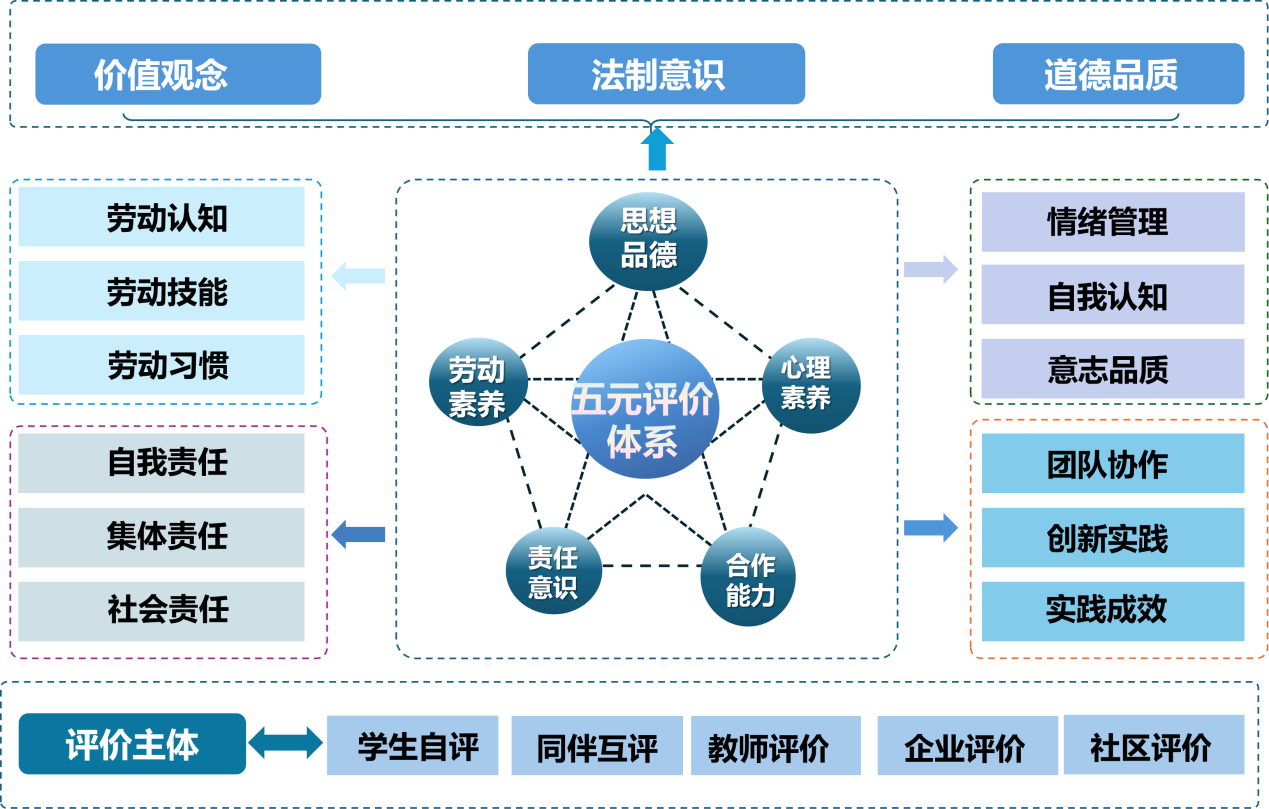 价值观念
法制意识
道德品质
劳动认知
劳动技能
劳动习惯
自我责任
集体责任
社会责任
思想
品德
劳动
素养
心理
素养
五元评价
体系
责任
意识
合作
能力
情绪管理
自我认知
意志品质
团队协作
创新实践
实践成效
评价主体
学生自评
同伴互评
教师评价
企业评价
社区评价